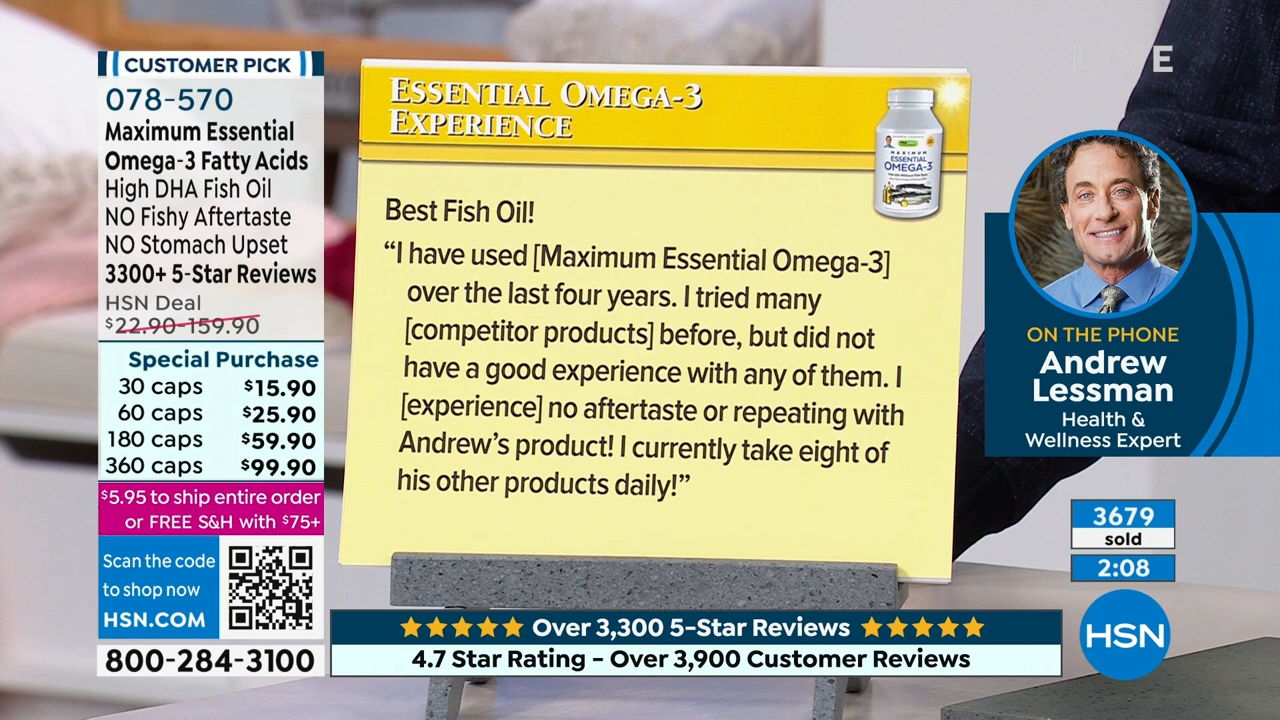 CUSTOMER PICK
078-570
Maximum Essential
Omega-3 Fatty Acids
High DHA Fish Oil
NO Fishy Aftaste
NO Stomach Upset
3300+ 5-Star Reviews
HSN Deal
$22.90-159.90
Special Purchase
30 caps $15.90
60 caps $25.90
180 caps $59.90
360 caps $99.90
$5.95 to ship entire order
or FREE S&H with $75+
Scan the code
to shop now
HSN.COM
800-284-3100
ESSENTIAL OMEGA-3
EXPERIENCE
MAXIMUM
ESSENTIAL
OMEGA-3
Best Fish Oil!
“I have used [Maximum Essential Omega-3]
over the last four years. I tried many
[competitor products] before, but did not
have a good experience with any of them. I
[experience] no aftertaste or repeating with
Andrew’s product! I currently take eight of
his other products daily!”
LIVE
ON THE PHONE
Andrew
Lessman
Health &
Wellness Expert
3679
sold
2:08
HSN
Over 3,300 5-Star Reviews
4.7 Star Rating – Over 3,900 Customer Reviews